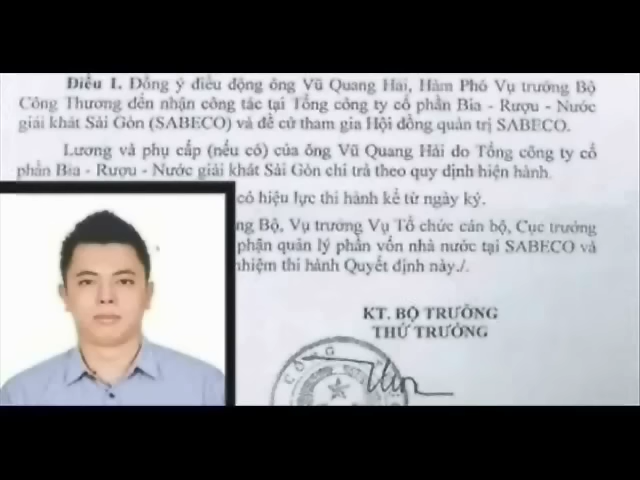 Điều 1. Đồng ý điều động ông Vũ Quang Hải, Hàm Phó Vụ trưởng Bộ
Công Thương đến nhận công tác tại Tổng công ty cổ phần Bia - Rượu - Nước
giải khát Sài Gòn (SABECO) và đề cử tham gia Hội đồng quản trị SABECO.
Lương và phụ cấp (nếu có) của ông Vũ Quang Hải do Tổng công ty cổ
phần Bia - Rượu - Nước giải khát Sài Gòn chi trả theo quy định hiện hành.
có hiệu lực thi hành kể từ ngày ký.
ng Bộ, Vụ trưởng Vụ Tổ chức cán bộ, Cục trưởng
phận quản lý phần vốn nhà nước tại SABECO và
nhiệm thi hành Quyết định này./.
KT. BỘ TRƯỞNG
THỨ TRƯỞNG
CÔNG